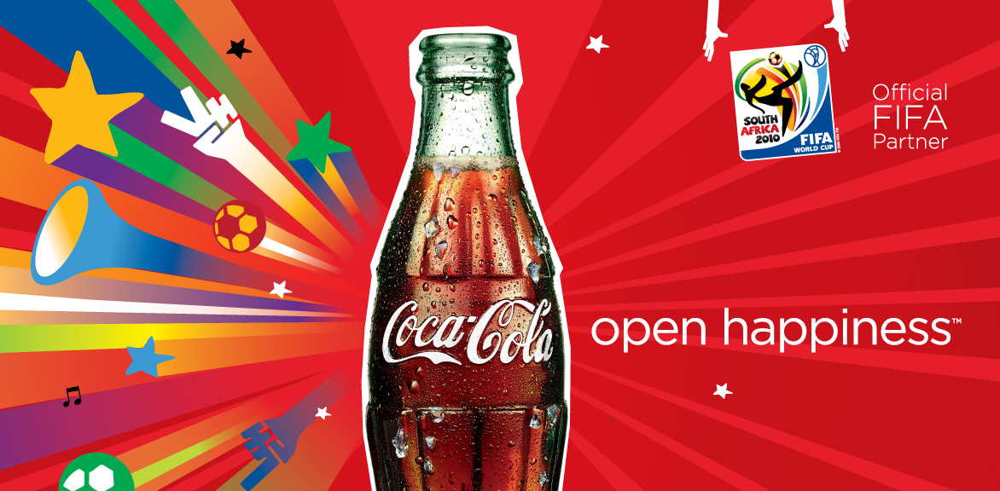 SOUTH
AFRICA
2010
FIFA
WORLD CUP
Official
FIFA
Partner
Coca-Cola
open happiness™